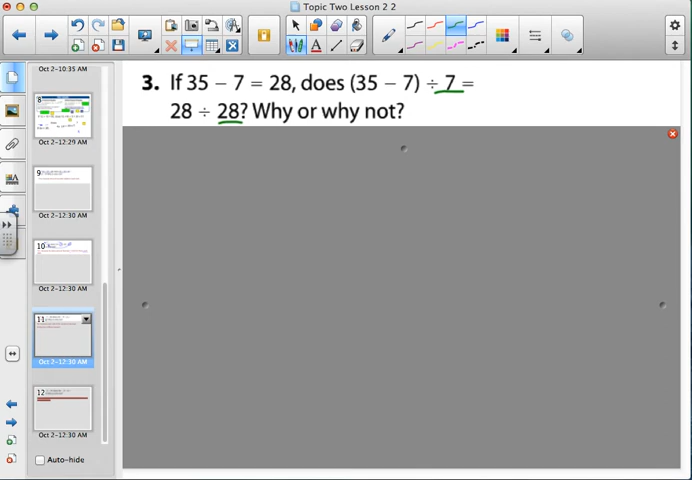 Topic Two Lesson 2 2
Oct 2-10:35 AM
8
Oct 2-12:29 AM
9
Oct 2-12:30 AM
10
Oct 2-12:30 AM
11
Oct 2-12:30 AM
12
Oct 2-12:30 AM
Auto-hide
3. If 35 − 7 = 28, does (35 − 7) ÷ 7 =
28 ÷ 28? Why or why not?